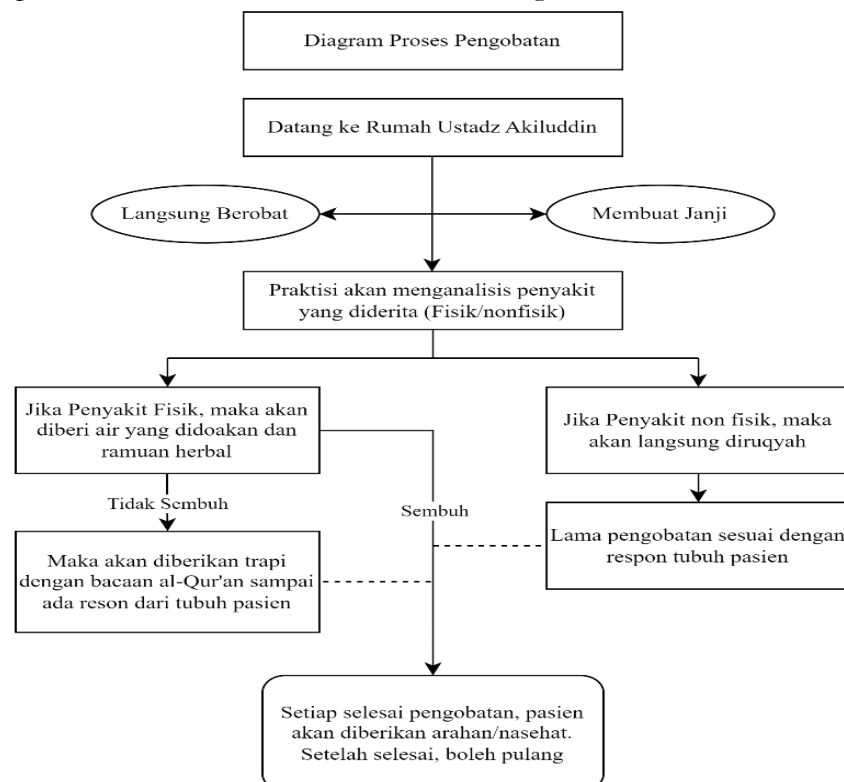 Diagram Proses Pengobatan
Datang ke Rumah Ustadz Akiluddin
Langsung Berobat
Membuat Janji
Praktisi akan menganalisis penyakit
yang diderita (Fisik/nonfisik)
Jika Penyakit Fisik, maka akan
diberi air yang didoakan dan
ramuan herbal
Jika Penyakit non fisik, maka
akan langsung diruqyah
Tidak Sembuh
Sembuh
Maka akan diberikan trapi
dengan bacaan al-Qur'an sampai
ada reson dari tubuh pasien
Lama pengobatan sesuai dengan
respon tubuh pasien
Setiap selesai pengobatan, pasien
akan diberikan arahan/nasehat.
Setelah selesai, boleh pulang